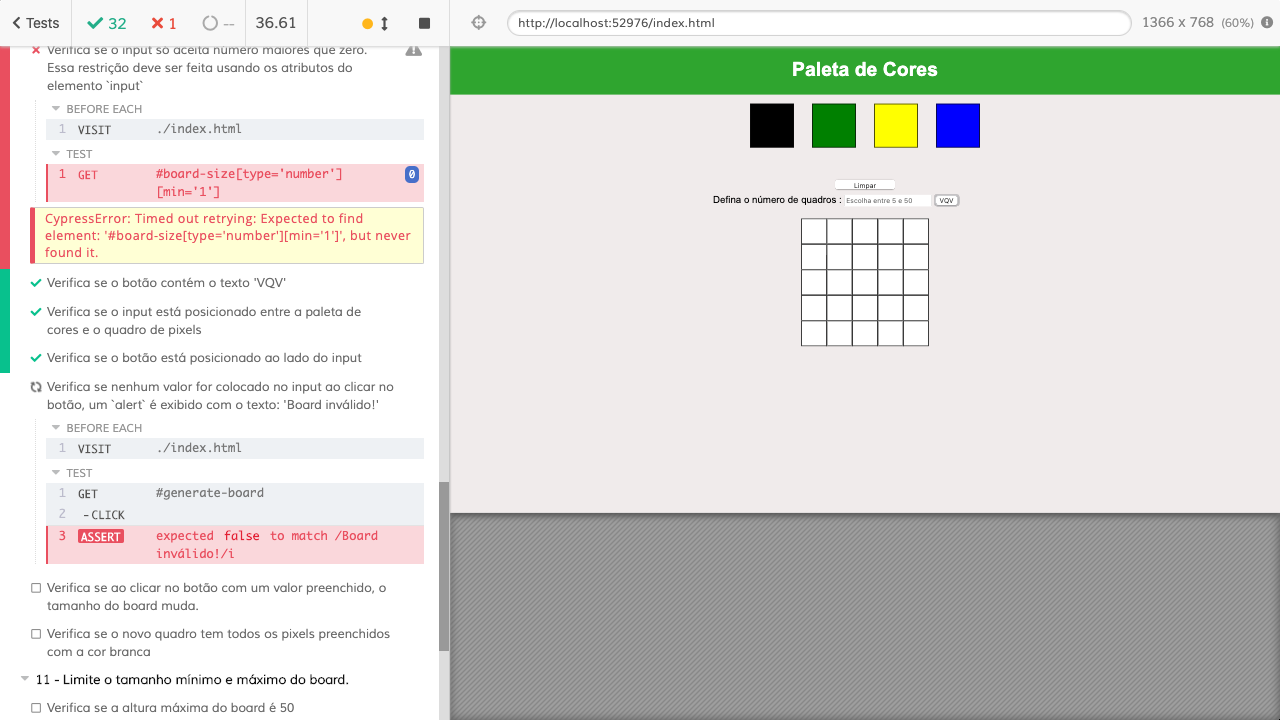 Tests
32
1
--
36.61
http://localhost:52976/index.html
1366 x 768 (60%)
Verifica se o input só aceita número maiores que zero.
Essa restrição deve ser feita usando os atributos do
elemento `input`
BEFORE EACH
1 VISIT ./index.html
TEST
1 GET #board-size[type='number'] 0
[min='1']
CypressError: Timed out retrying: Expected to find
element: '#board-size[type='number'][min='1']', but never
found it.
Verifica se o botão contém o texto 'VQV'
Verifica se o input está posicionado entre a paleta de
cores e o quadro de pixels
Verifica se o botão está posicionado ao lado do input
Verifica se nenhum valor for colocado no input ao clicar no
botão, um `alert` é exibido com o texto: 'Board inválido!'
BEFORE EACH
1 VISIT ./index.html
TEST
1 GET #generate-board
2 -CLICK
3 ASSERT expected false to match /Board
inválido!/i
Verifica se ao clicar no botão com um valor preenchido, o
tamanho do board muda.
Verifica se o novo quadro tem todos os pixels preenchidos
com a cor branca
11 - Limite o tamanho mínimo e máximo do board.
Verifica se a altura máxima do board é 50
Paleta de Cores
Limpar
Defina o número de quadros : Escolha entre 5 e 50 VQV